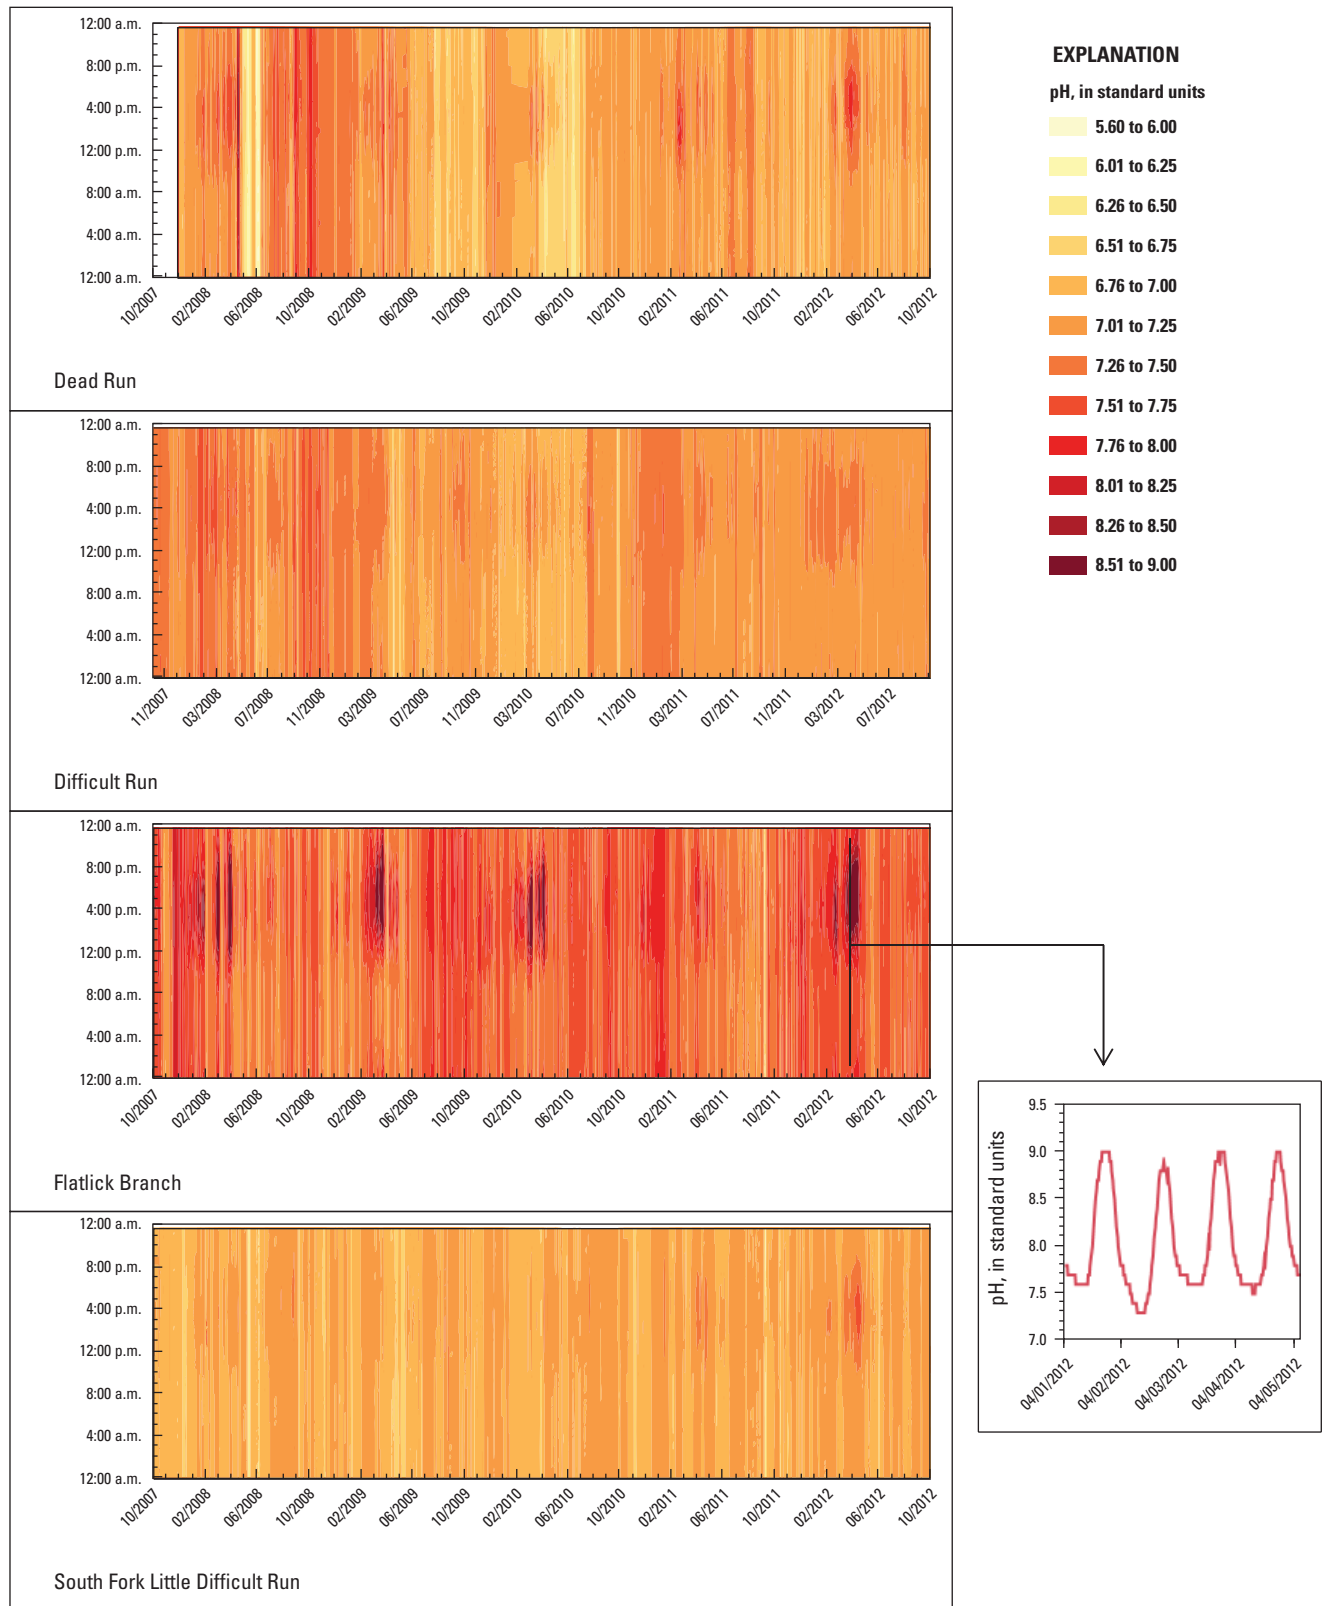 12:00 a.m.
8:00 p.m.
4:00 p.m.
12:00 p.m.
8:00 a.m.
4:00 a.m.
12:00 a.m.
10/2007 02/2008 06/2008 10/2008 02/2009 06/2009 10/2009 02/2010 06/2010 10/2010 02/2011 06/2011 10/2011 02/2012 06/2012 10/2012
Dead Run
EXPLANATION
pH, in standard units
5.60 to 6.00
6.01 to 6.25
6.26 to 6.50
6.51 to 6.75
6.76 to 7.00
7.01 to 7.25
7.26 to 7.50
7.51 to 7.75
7.76 to 8.00
8.01 to 8.25
8.26 to 8.50
8.51 to 9.00
12:00 a.m.
8:00 p.m.
4:00 p.m.
12:00 p.m.
8:00 a.m.
4:00 a.m.
12:00 a.m.
11/2007 03/2008 07/2008 11/2008 03/2009 07/2009 11/2009 03/2010 07/2010 11/2010 03/2011 07/2011 11/2011 03/2012 07/2012
Difficult Run
12:00 a.m.
8:00 p.m.
4:00 p.m.
12:00 p.m.
8:00 a.m.
4:00 a.m.
12:00 a.m.
10/2007 02/2008 06/2008 10/2008 02/2009 06/2009 10/2009 02/2010 06/2010 10/2010 02/2011 06/2011 10/2011 02/2012 06/2012 10/2012
Flatlick Branch
pH, in standard units
9.5
9.0
8.5
8.0
7.5
7.0
04/01/2012 04/02/2012 04/03/2012 04/04/2012 04/05/2012
12:00 a.m.
8:00 p.m.
4:00 p.m.
12:00 p.m.
8:00 a.m.
4:00 a.m.
12:00 a.m.
10/2007 02/2008 06/2008 10/2008 02/2009 06/2009 10/2009 02/2010 06/2010 10/2010 02/2011 06/2011 10/2011 02/2012 06/2012 10/2012
South Fork Little Difficult Run